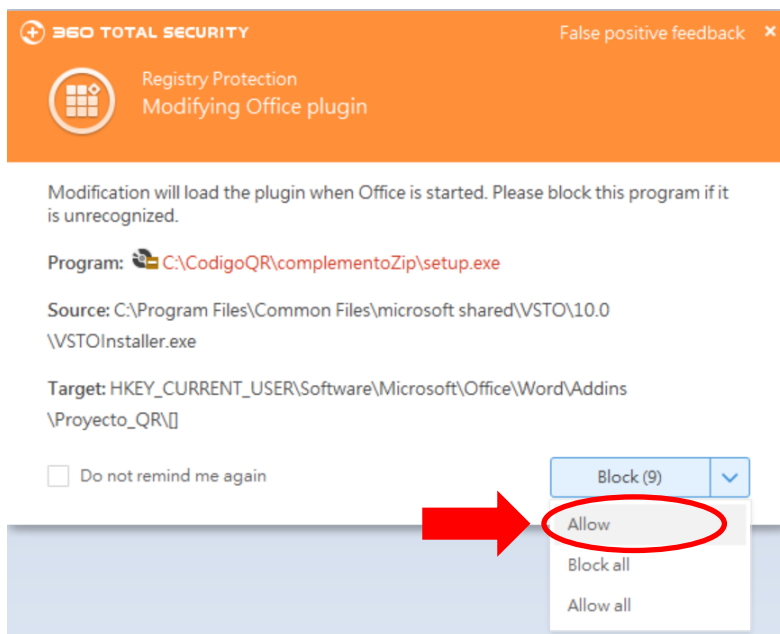 360 TOTAL SECURITY False positive feedback ×
Registry Protection
Modifying Office plugin
Modification will load the plugin when Office is started. Please block this program if it
is unrecognized.
Program: C:\CodigoQR\complementoZip\setup.exe
Source: C:\Program Files\Common Files\microsoft shared\VSTO\10.0
\VSTOInstaller.exe
Target: HKEY_CURRENT_USER\Software\Microsoft\Office\Word\Addins
\Proyecto_QR\[]
Do not remind me again Block (9)
Allow
Block all
Allow all